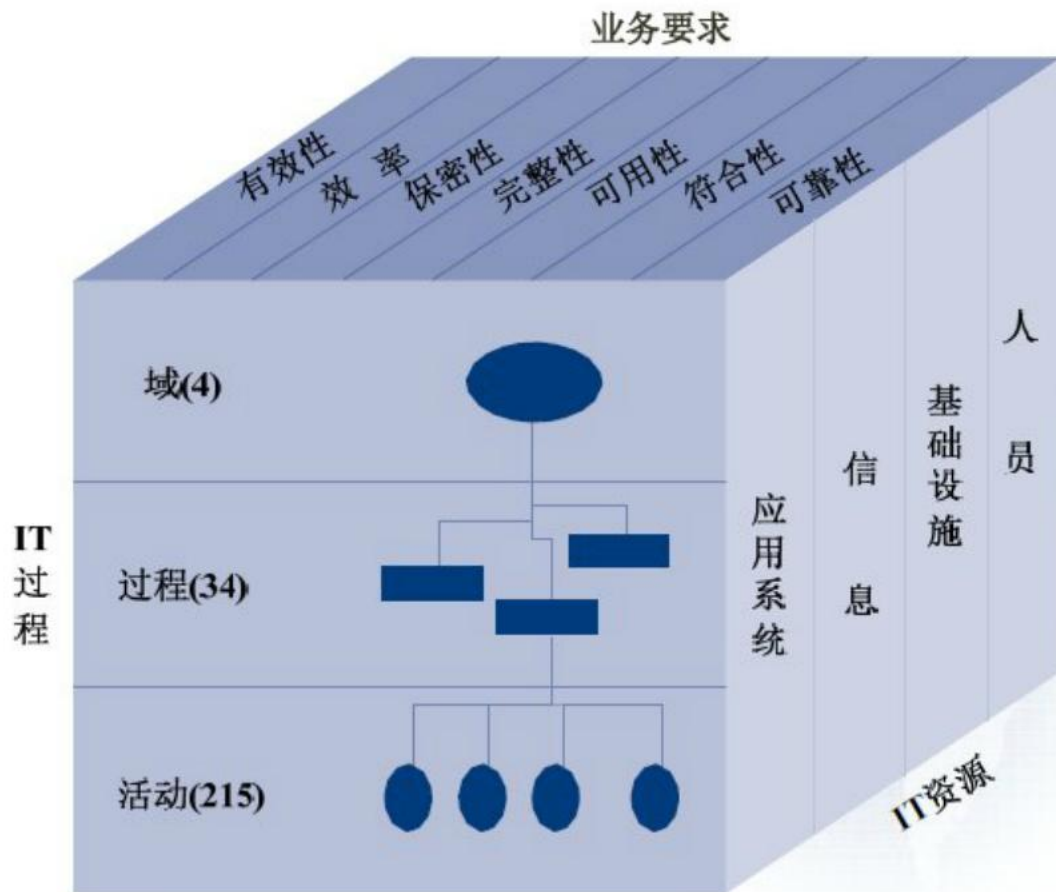 业务要求
有效性
效率
保密性
完整性
可用性
符合性
可靠性
IT过程
域(4)
过程(34)
活动(215)
应用系统
信息
基础设施
人员
IT资源